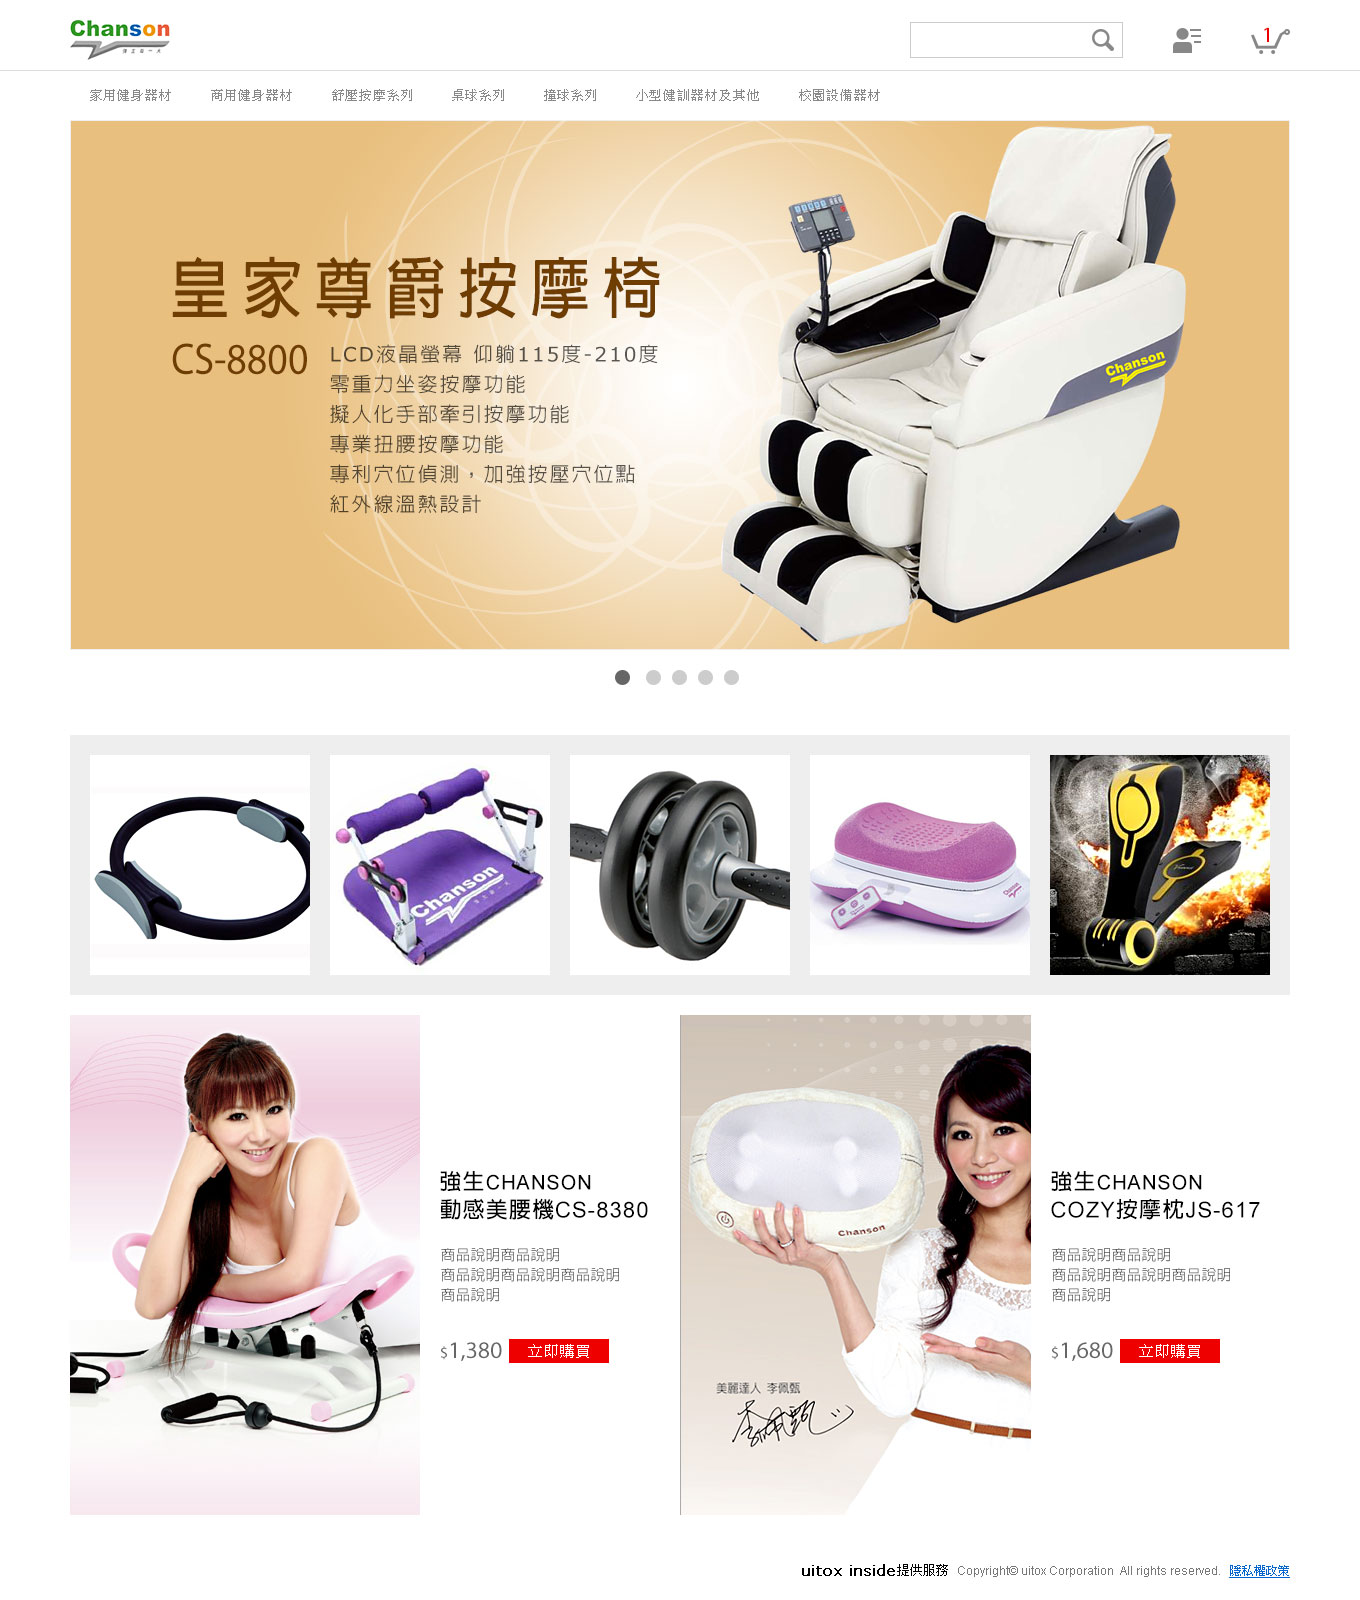 Chanson
強生第一夫
1
家用健身器材 商用健身器材 舒壓按摩系列 桌球系列 撞球系列 小型健訓器材及其他 校園設備器材
皇家尊爵按摩椅
CS-8800
LCD液晶螢幕 仰躺115度-210度
零重力坐姿按摩功能
擬人化手部牽引按摩功能
專業扭腰按摩功能
專利穴位偵測，加強按壓穴位點
紅外線溫熱設計
Chanson
Chanson
Chanson
強生CHANSON
動感美腰機CS-8380
商品說明商品說明
商品說明商品說明商品說明
商品說明
$1,380 立即購買
Chanson
美麗達人 李佩甄
強生CHANSON
COZY按摩枕JS-617
商品說明商品說明
商品說明商品說明商品說明
商品說明
$1,680 立即購買
uitox inside提供服務 Copyright© uitox Corporation All rights reserved. 隱私權政策